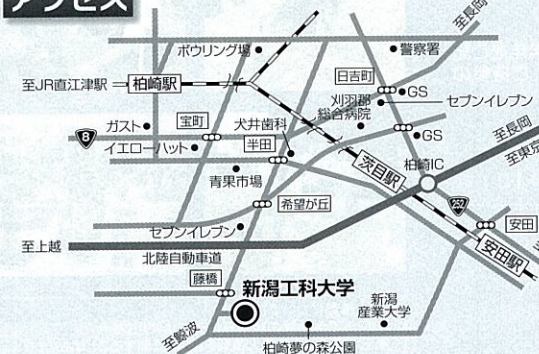 アクセス
至長岡
ボウリング場
警察署
至JR直江津駅
柏崎駅
日吉町
GS
刈羽郡
総合病院
セブンイレブン
8
ガスト
宝町
犬井歯科
GS
イエローハット
半田
至長岡
茨目駅
柏崎IC
至東京
青果市場
希望が丘
252
安田
セブンイレブン
至上越
北陸自動車道
安田駅
藤橋
新潟工科大学
新潟
産業大学
至鯨波
柏崎夢の森公園